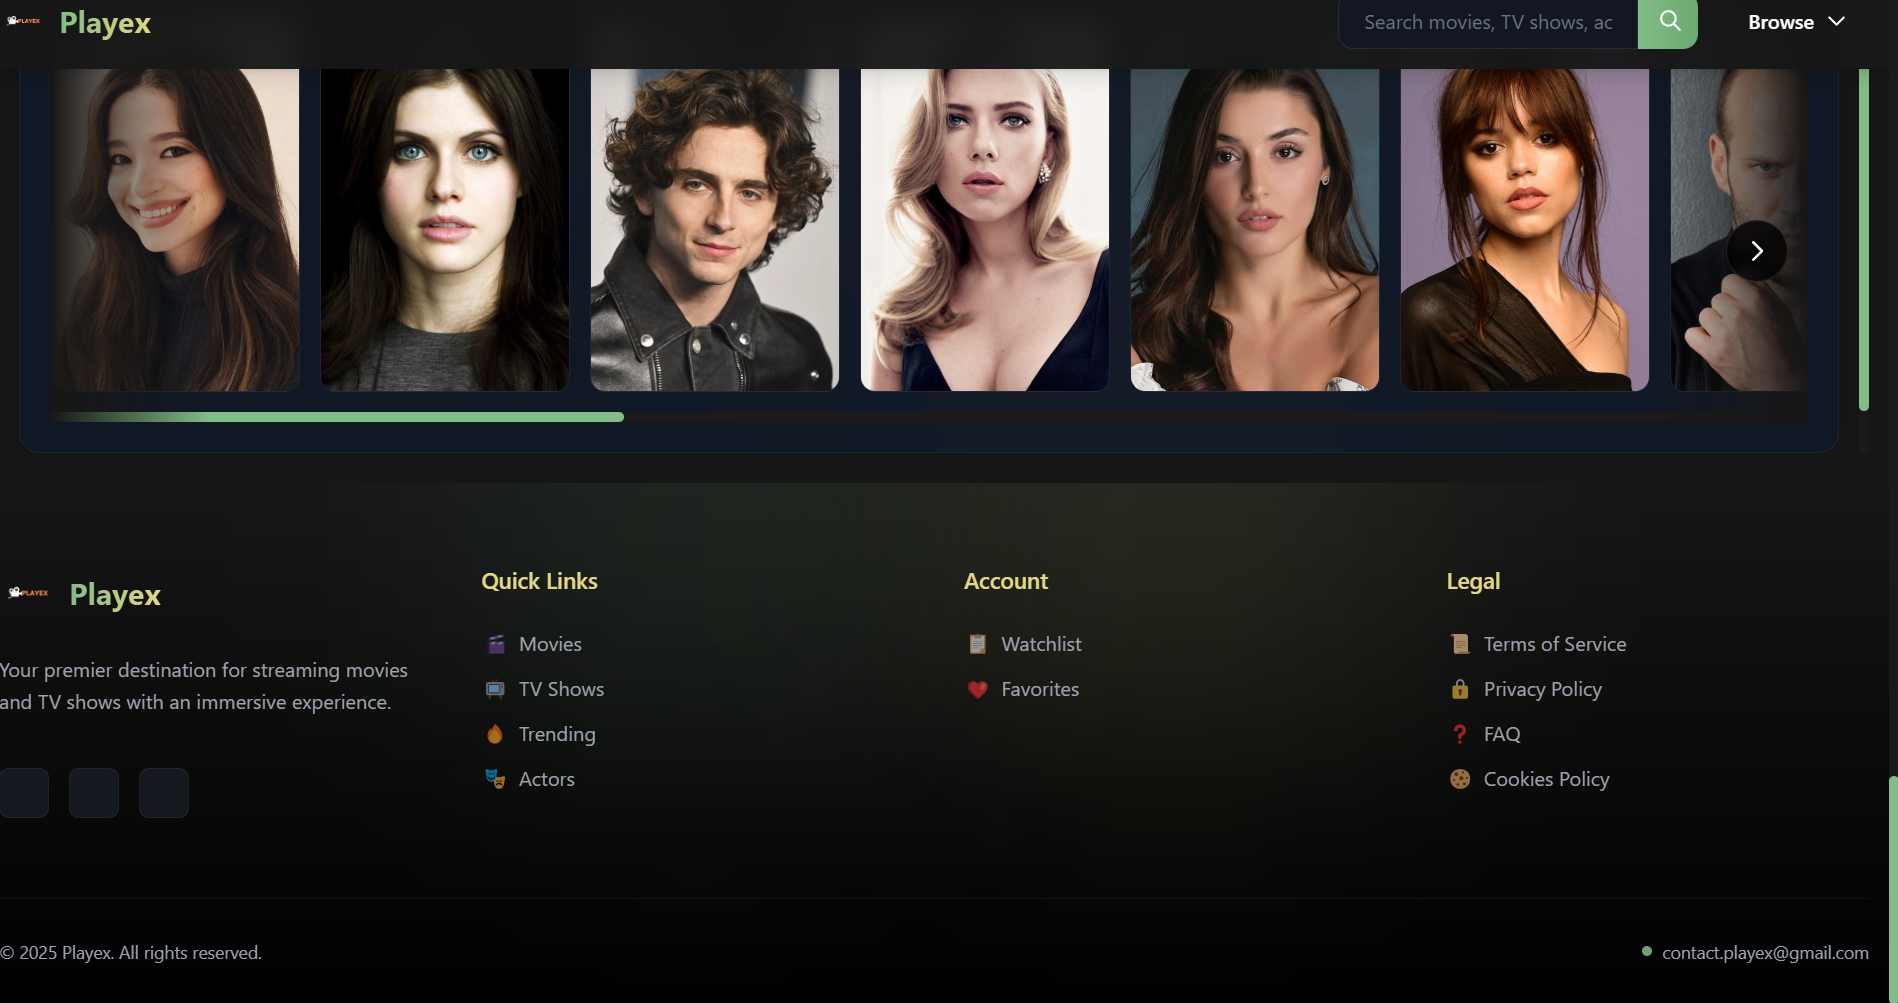 PLAYEX
Playex
Search movies, TV shows, ac
Browse
PLAYEX
Playex
Your premier destination for streaming movies
and TV shows with an immersive experience.
Quick Links
Movies
TV Shows
Trending
Actors
Account
Watchlist
Favorites
Legal
Terms of Service
Privacy Policy
FAQ
Cookies Policy
© 2025 Playex. All rights reserved.
contact.playex@gmail.com